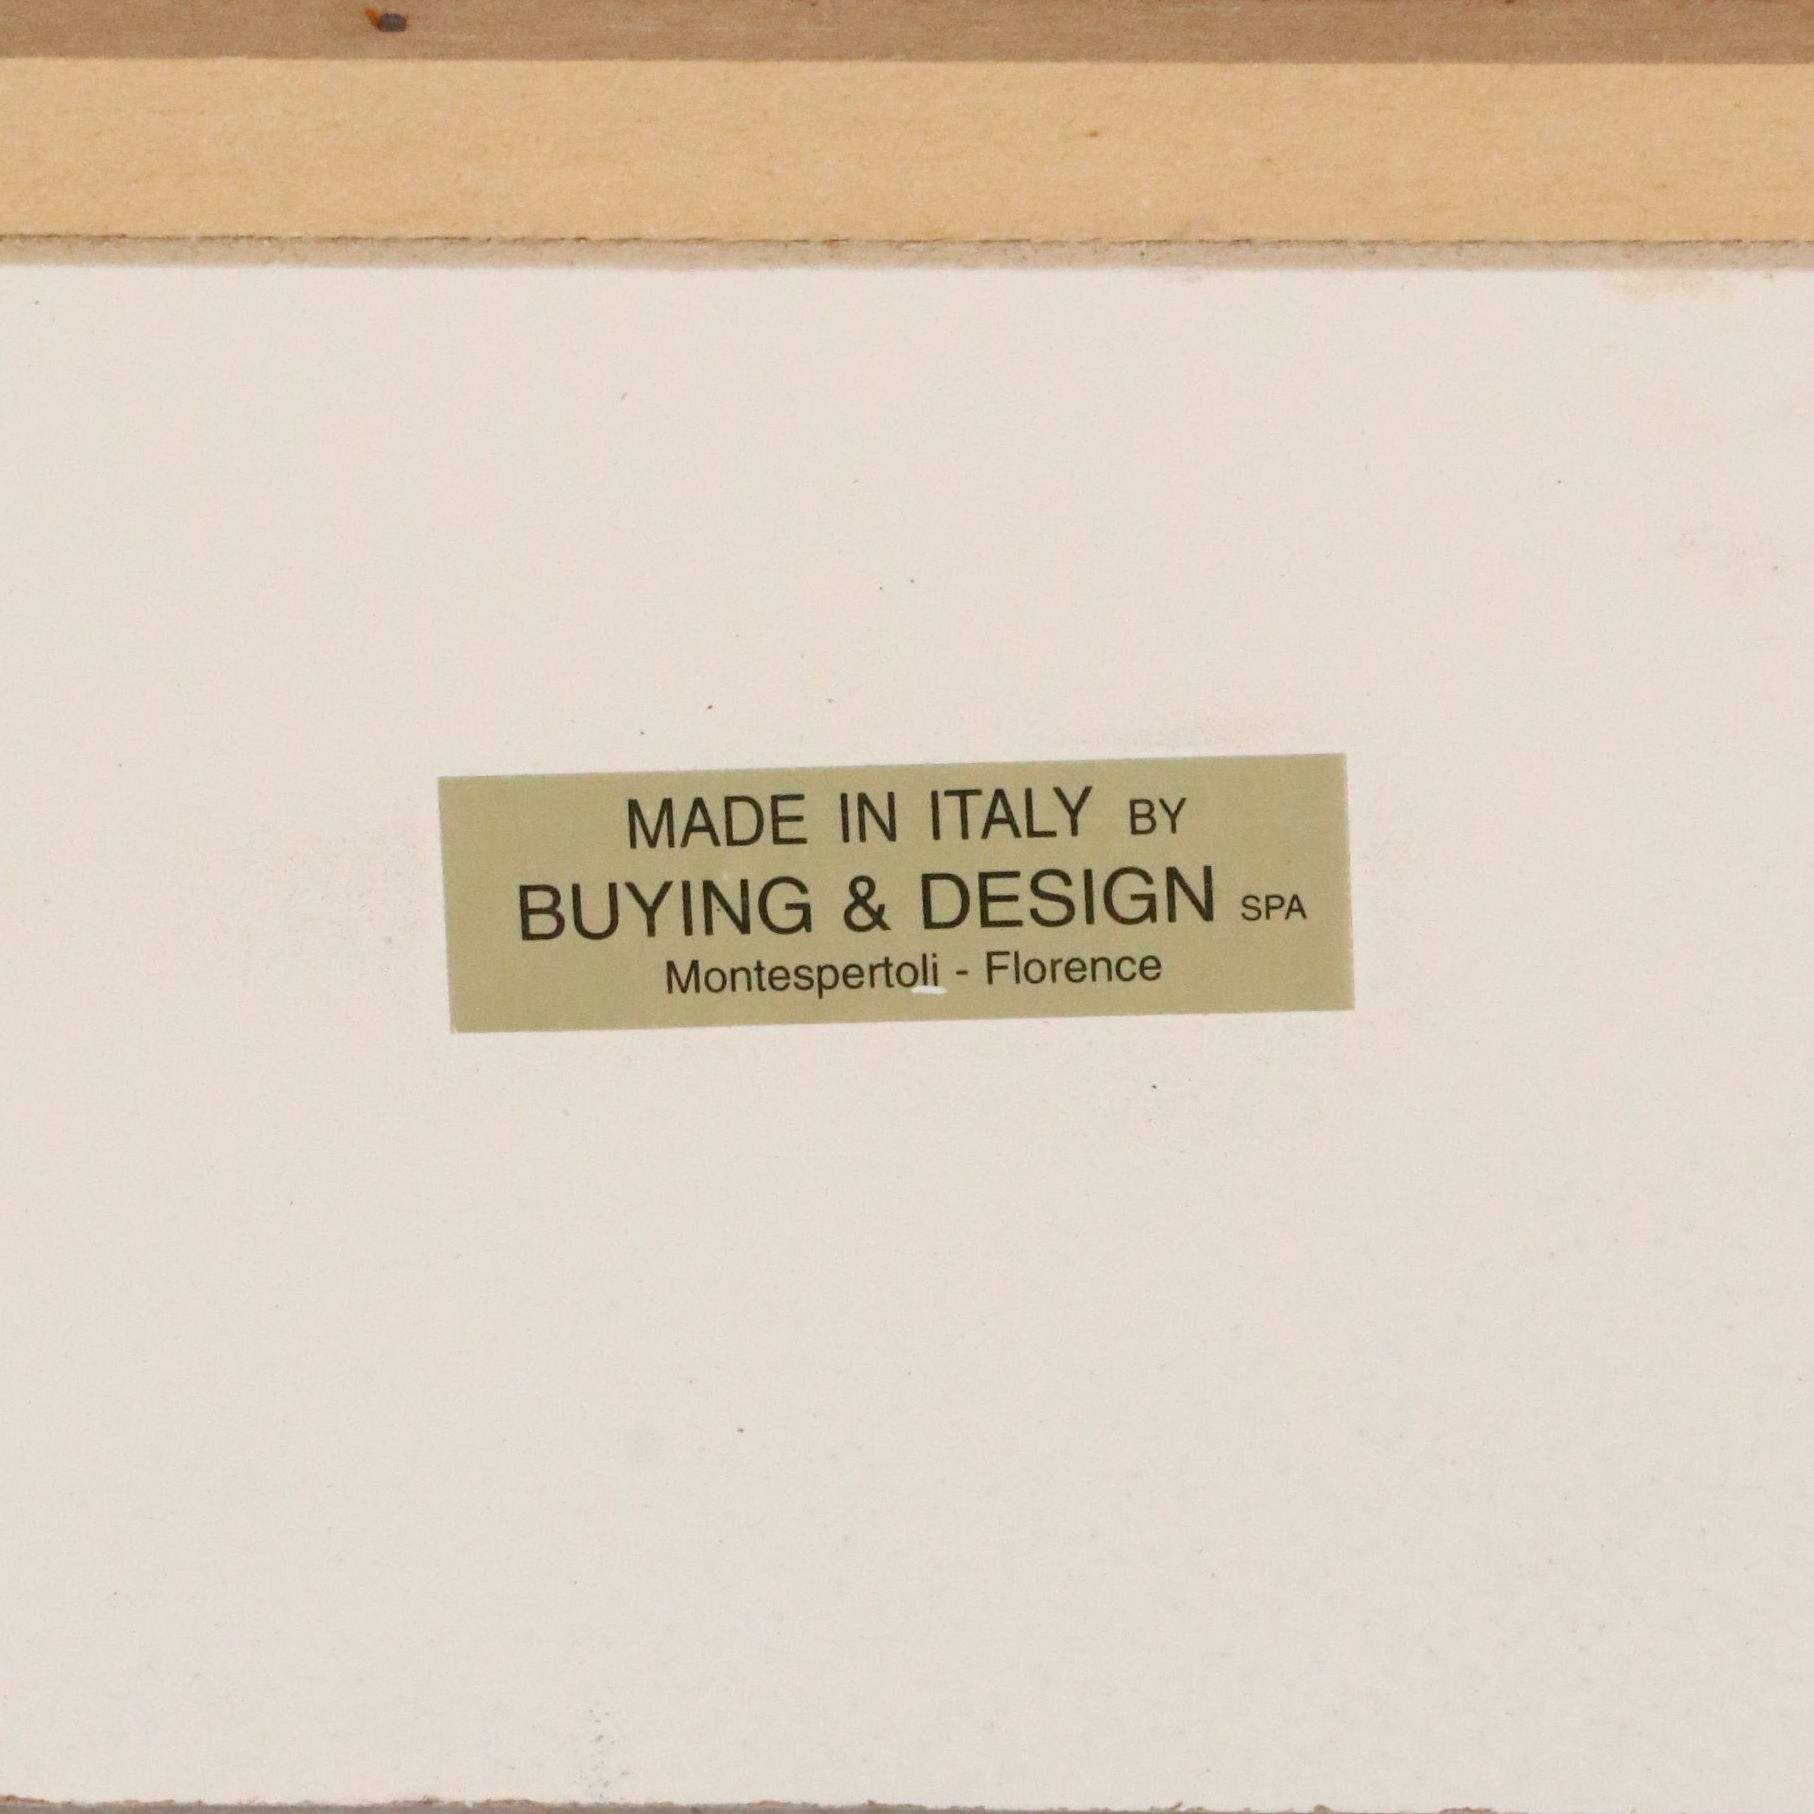 MADE IN ITALY BY
BUYING & DESIGN SPA
Montespertoli - Florence